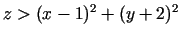 z > (x − 1)² + (y + 2)²